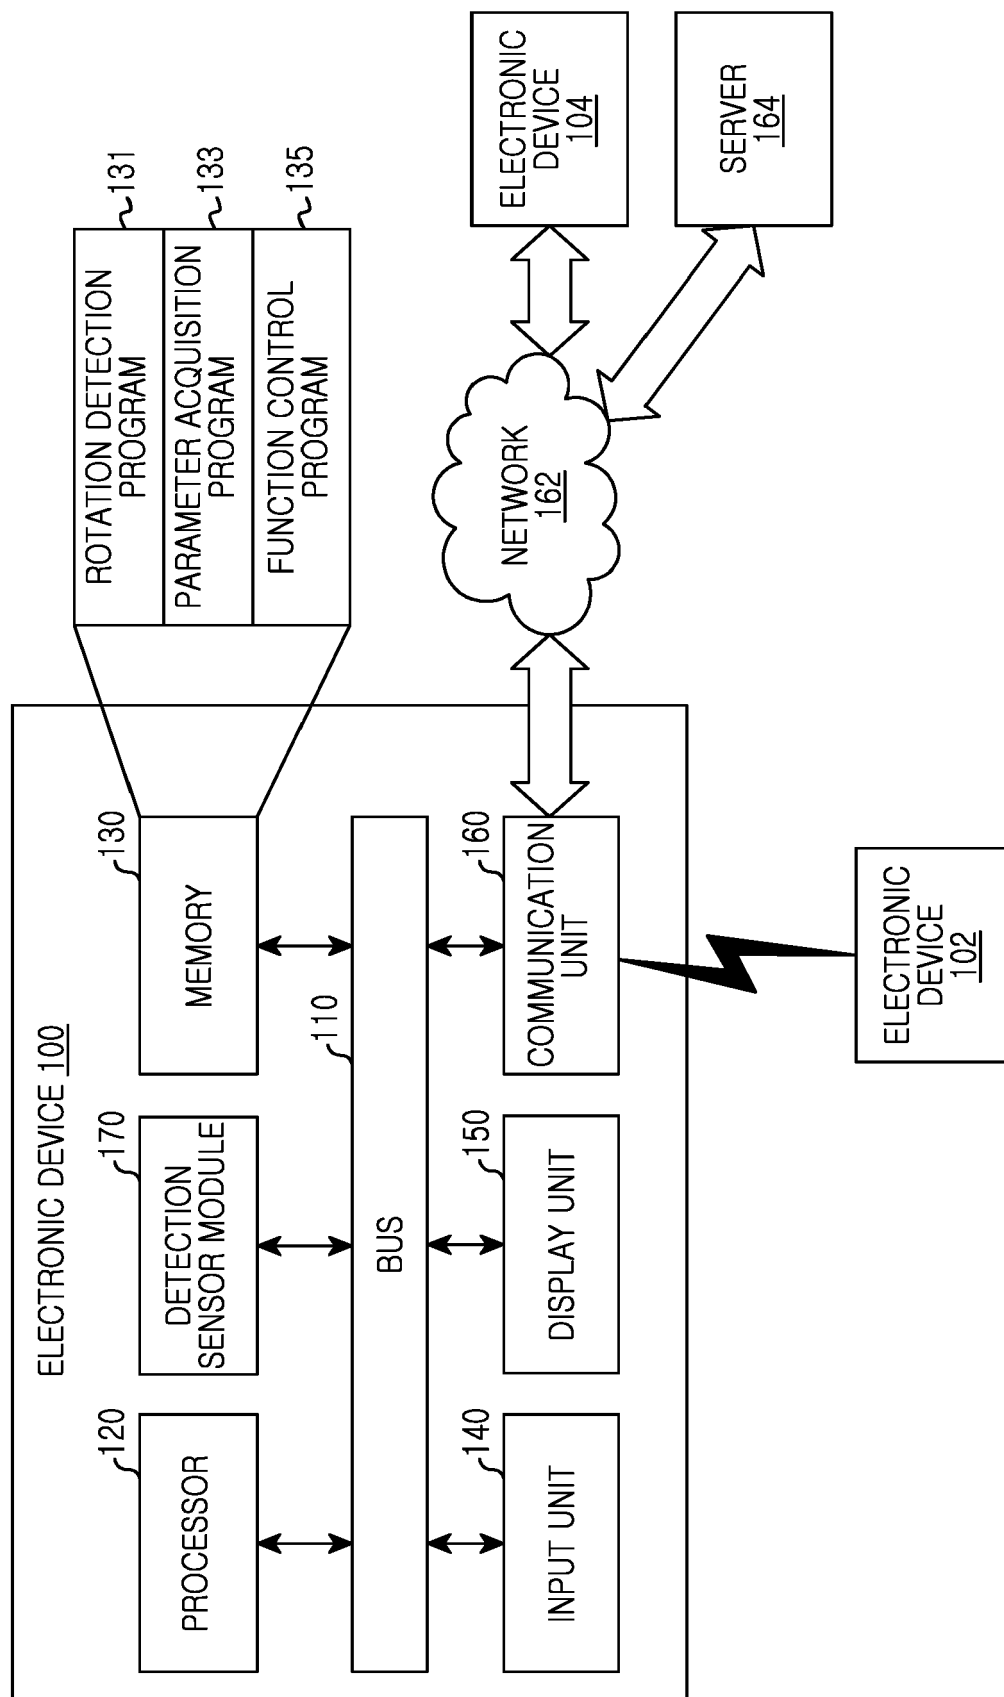 ELECTRONIC DEVICE 100
120
PROCESSOR
170
DETECTION
SENSOR MODULE
130
MEMORY
ROTATION DETECTION
PROGRAM
131
PARAMETER ACQUISITION
PROGRAM
133
FUNCTION CONTROL
PROGRAM
135
110
BUS
140
INPUT UNIT
150
DISPLAY UNIT
160
COMMUNICATION
UNIT
NETWORK
162
ELECTRONIC
DEVICE
104
SERVER
164
ELECTRONIC
DEVICE
102